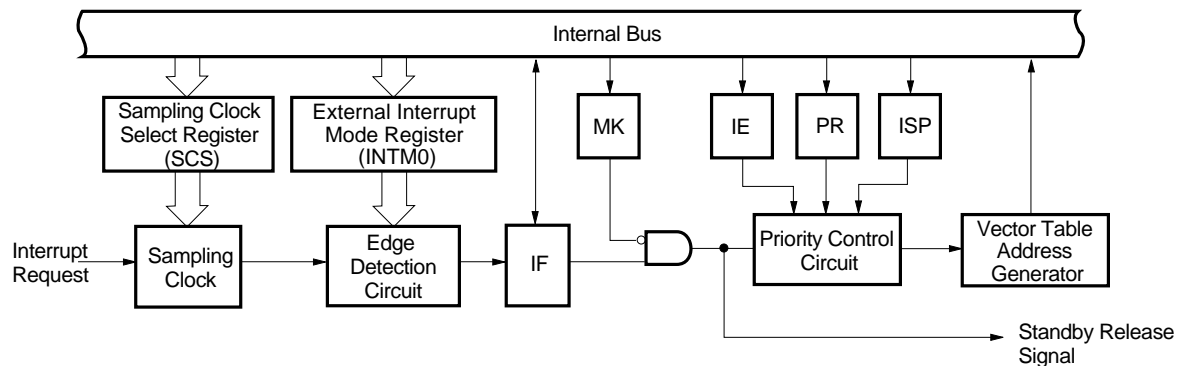 Internal Bus
Sampling Clock
Select Register
(SCS)
External Interrupt
Mode Register
(INTM0)
MK
IE
PR
ISP
Interrupt
Request
Sampling
Clock
Edge
Detection
Circuit
IF
Priority Control
Circuit
Vector Table
Address
Generator
Standby Release
Signal